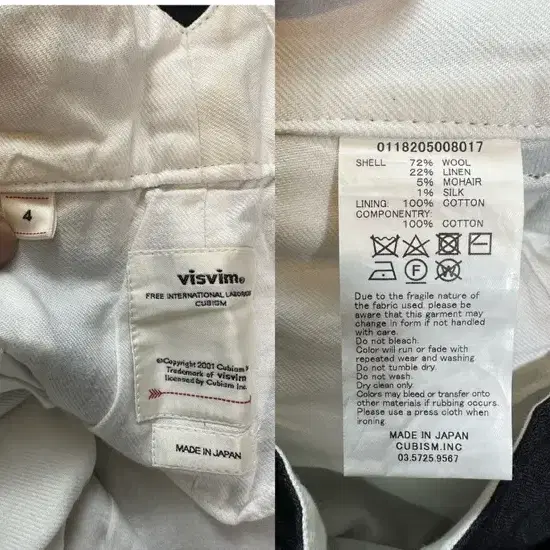 4
visvim®
FREE INTERNATIONAL LABORATORY
CUBISM
©Copyright 2001 Cubism
Trademark of visvim
licensed by Cubism Inc.
MADE IN JAPAN
0118205008017
SHELL 72% WOOL
22% LINEN
5% MOHAIR
1% SILK
LINING: 100% COTTON
COMPONENTRY:
100% COTTON
F
W
Due to the fragile nature of
the fabric used, please be
aware that this garment may
change in form if not handled
with care.
Do not bleach.
Color will run or fade with
repeated wear and washing.
Do not tumble dry.
Do not wash.
Dry clean only.
Colors may bleed or transfer onto
other materials if rubbing occurs.
Please use a press cloth when
ironing.
MADE IN JAPAN
CUBISM.INC
03.5725.9567